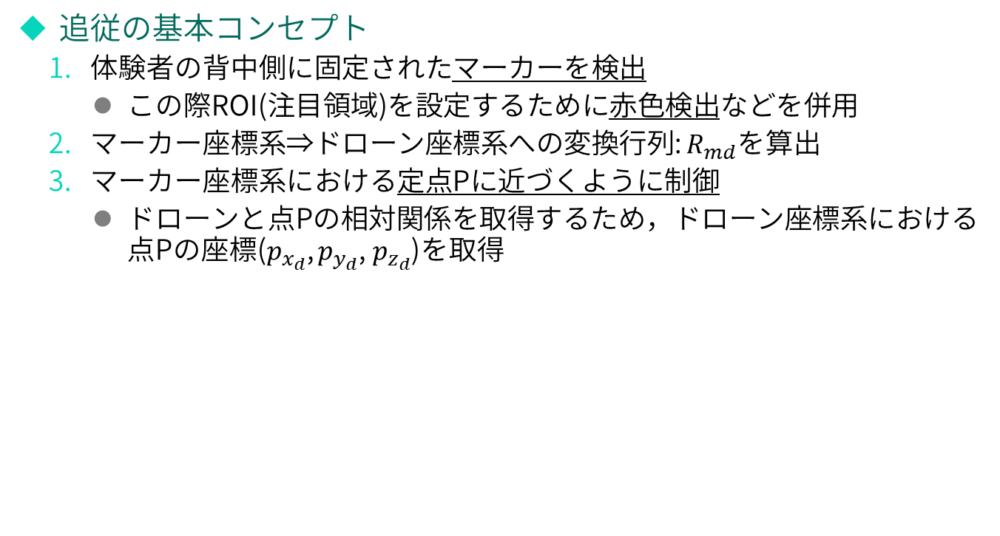 ◆ 追従の基本コンセプト
1. 体験者の背中側に固定されたマーカーを検出
● この際ROI(注目領域)を設定するために赤色検出などを併用
2. マーカー座標系⇒ドローン座標系への変換行列: $R_{md}$を算出
3. マーカー座標系における定点Pに近づくように制御
● ドローンと点Pの相対関係を取得するため，ドローン座標系における
点Pの座標($p_{x_d}, p_{y_d}, p_{z_d}$)を取得